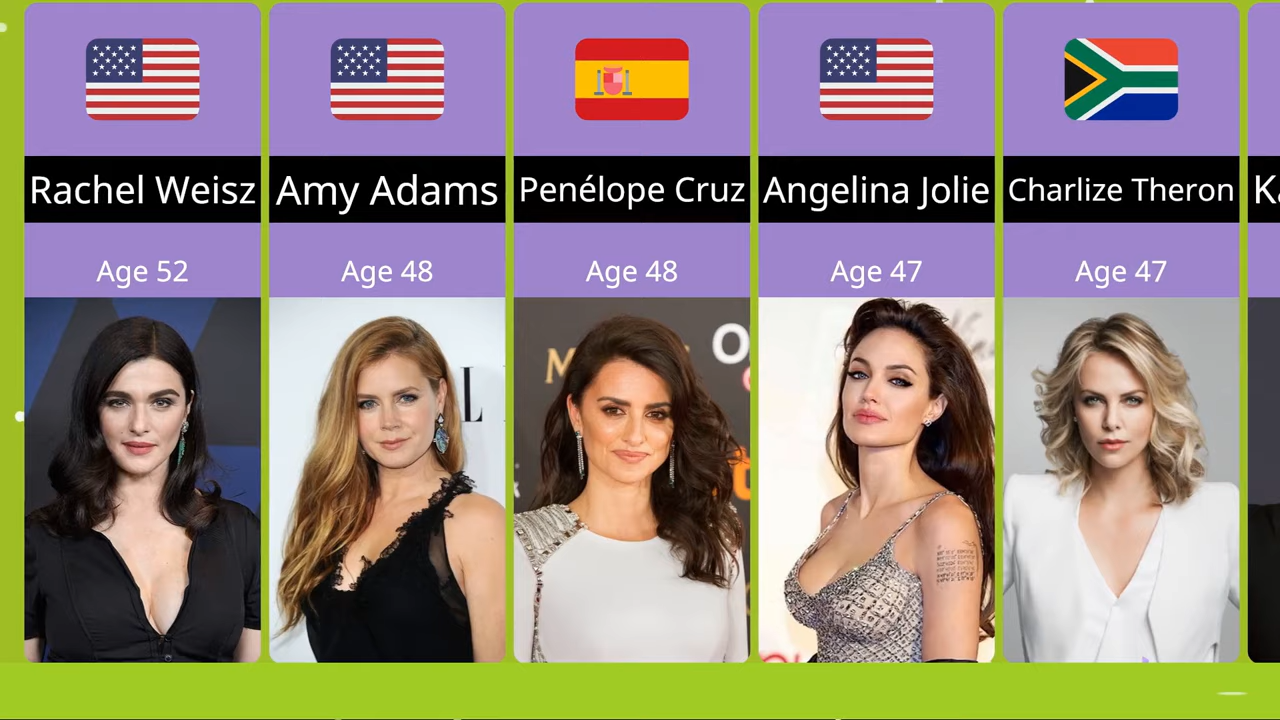 Rachel Weisz
Amy Adams
Penélope Cruz
Angelina Jolie
Charlize Theron
Age 52
Age 48
Age 48
Age 47
Age 47